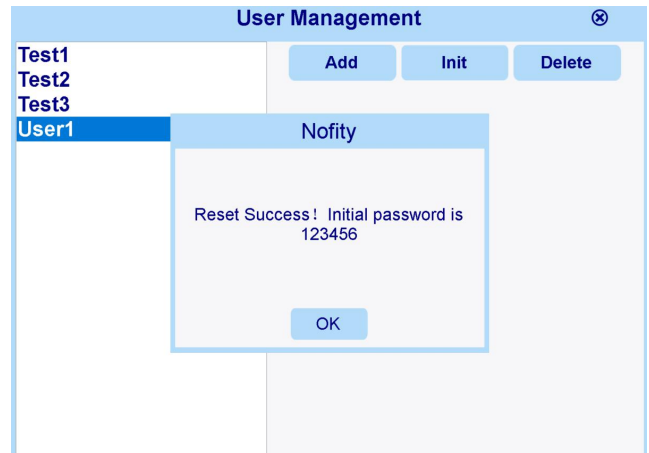 User Management
Test1
Test2
Test3
User1
Add
Init
Delete
Nofity
Reset Success！ Initial password is
123456
OK